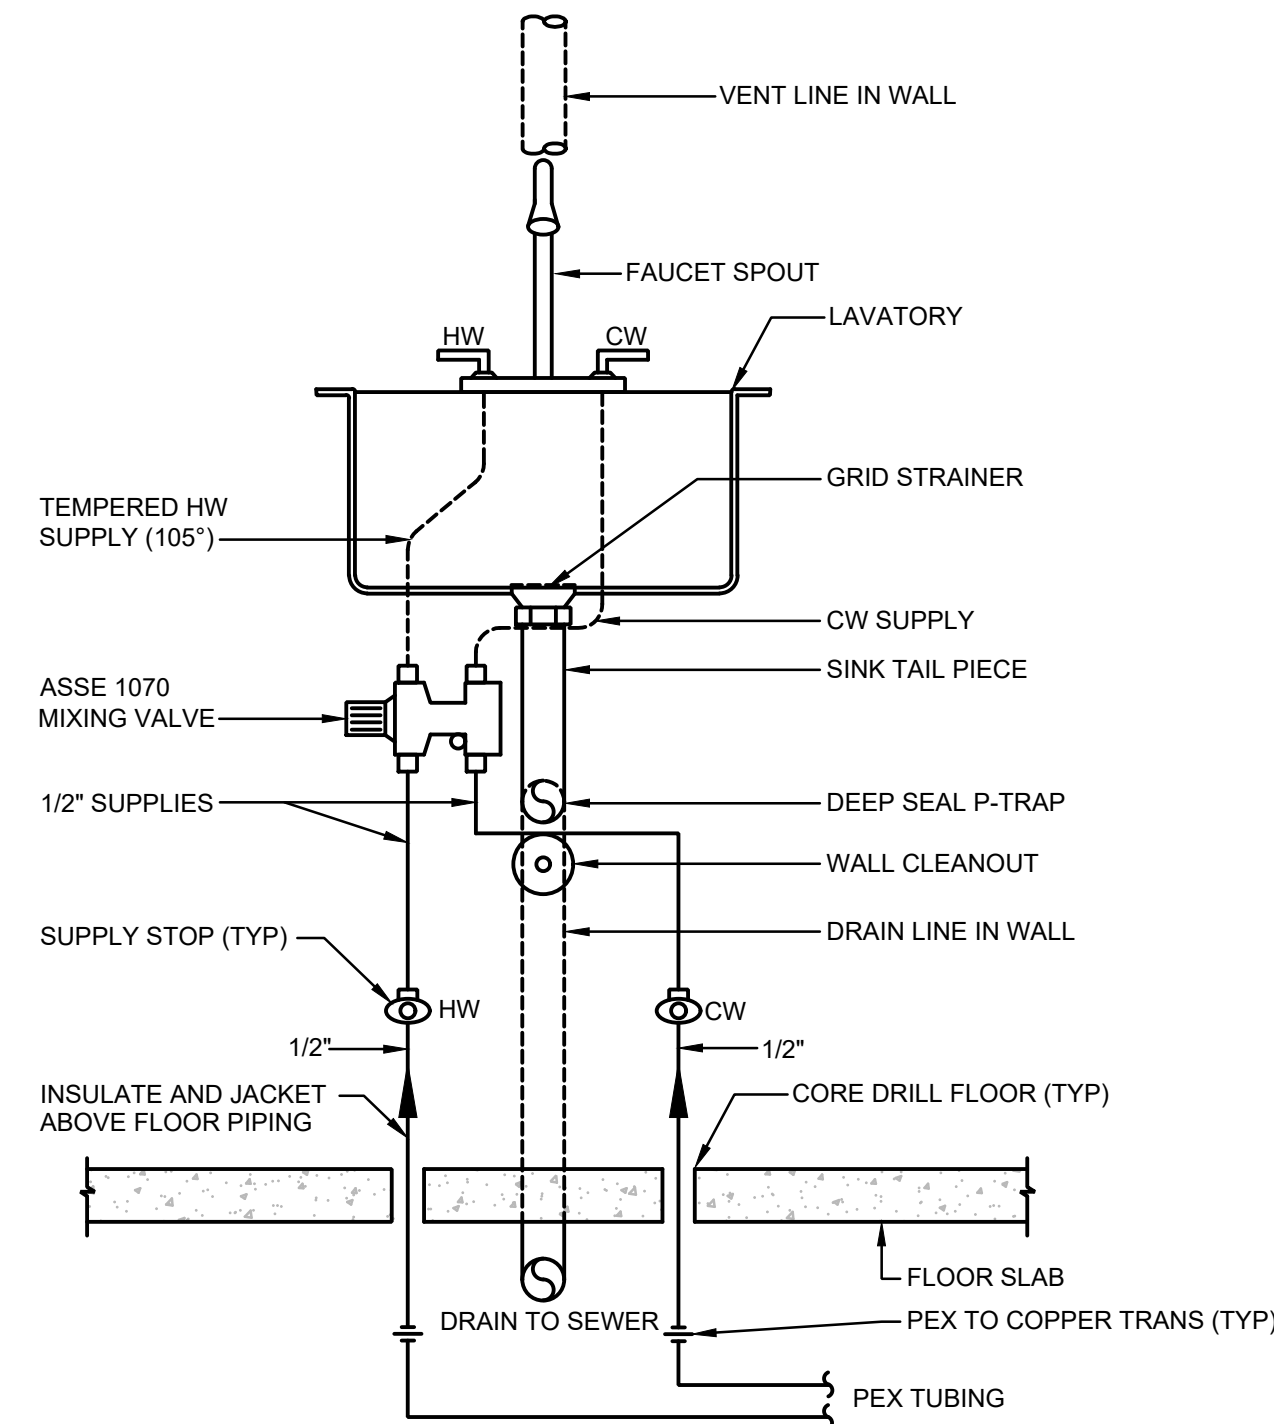 VENT LINE IN WALL
FAUCET SPOUT
LAVATORY
HW
CW
GRID STRAINER
TEMPERED HW
SUPPLY (105°)
CW SUPPLY
SINK TAIL PIECE
ASSE 1070
MIXING VALVE
1/2" SUPPLIES
DEEP SEAL P-TRAP
WALL CLEANOUT
DRAIN LINE IN WALL
SUPPLY STOP (TYP)
HW
CW
1/2"
1/2"
INSULATE AND JACKET
ABOVE FLOOR PIPING
CORE DRILL FLOOR (TYP)
FLOOR SLAB
DRAIN TO SEWER
PEX TO COPPER TRANS (TYP)
PEX TUBING